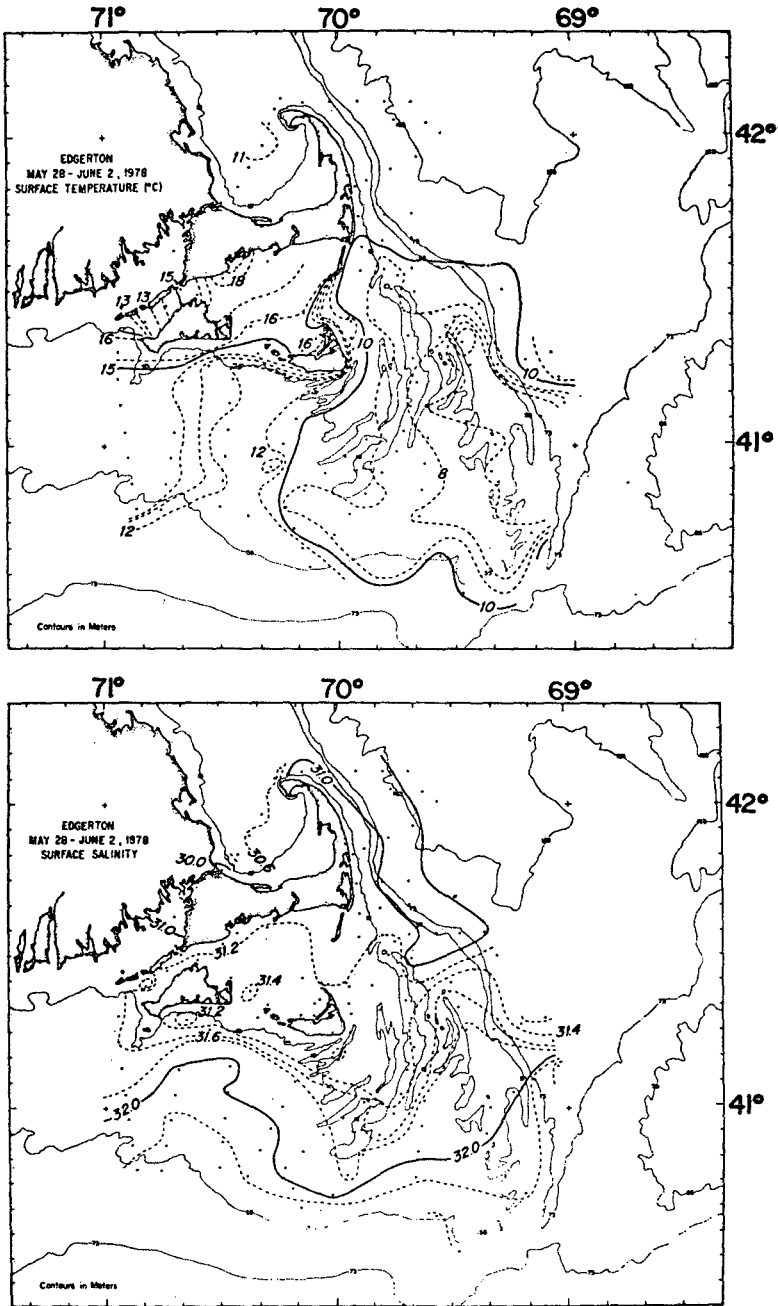 71° 70° 69°
42°
11
EDGERTON
MAY 28 - JUNE 2, 1978
SURFACE TEMPERATURE (°C)
15
18
13 13
16
16
16
10
15
10
41°
12
8
12
10
Contours in Meters
71° 70° 69°
31.0
42°
EDGERTON
MAY 28 - JUNE 2, 1978
SURFACE SALINITY
30.0
30.6
31.0
31.2
31.4
31.2
31.4
31.6
32.0
41°
32.0
Contours in Meters